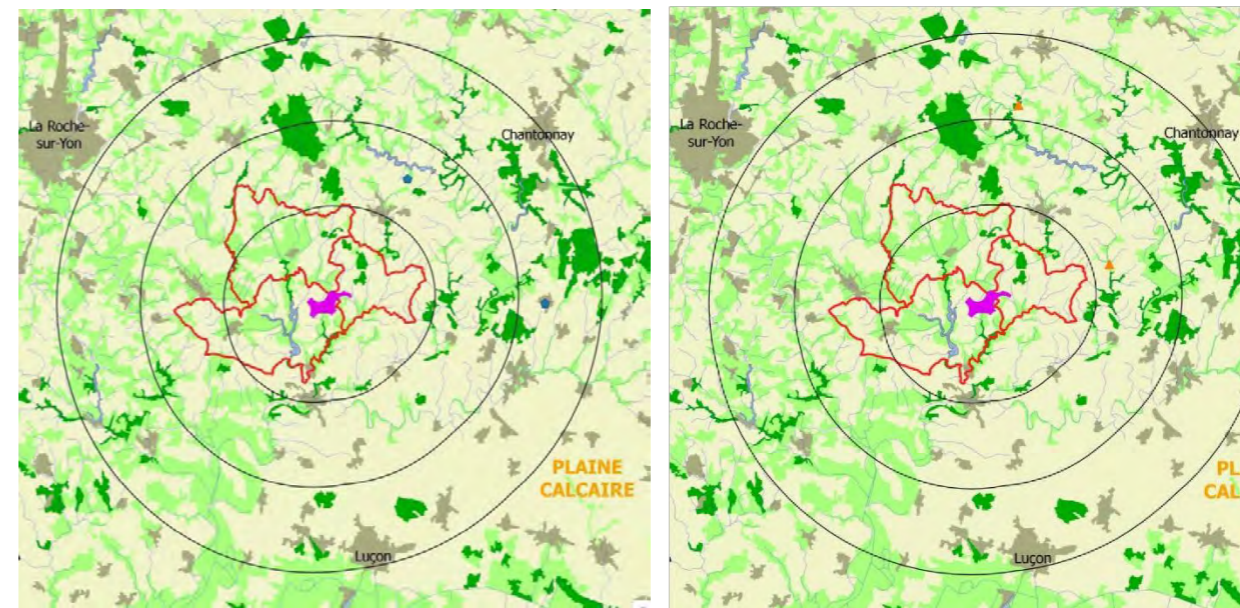 La Roche-
sur-Yon
Chantonnay
PLAINE
CALCAIRE
Luçon
La Roche-
sur-Yon
Chantonnay
PL
CAL
Luçon